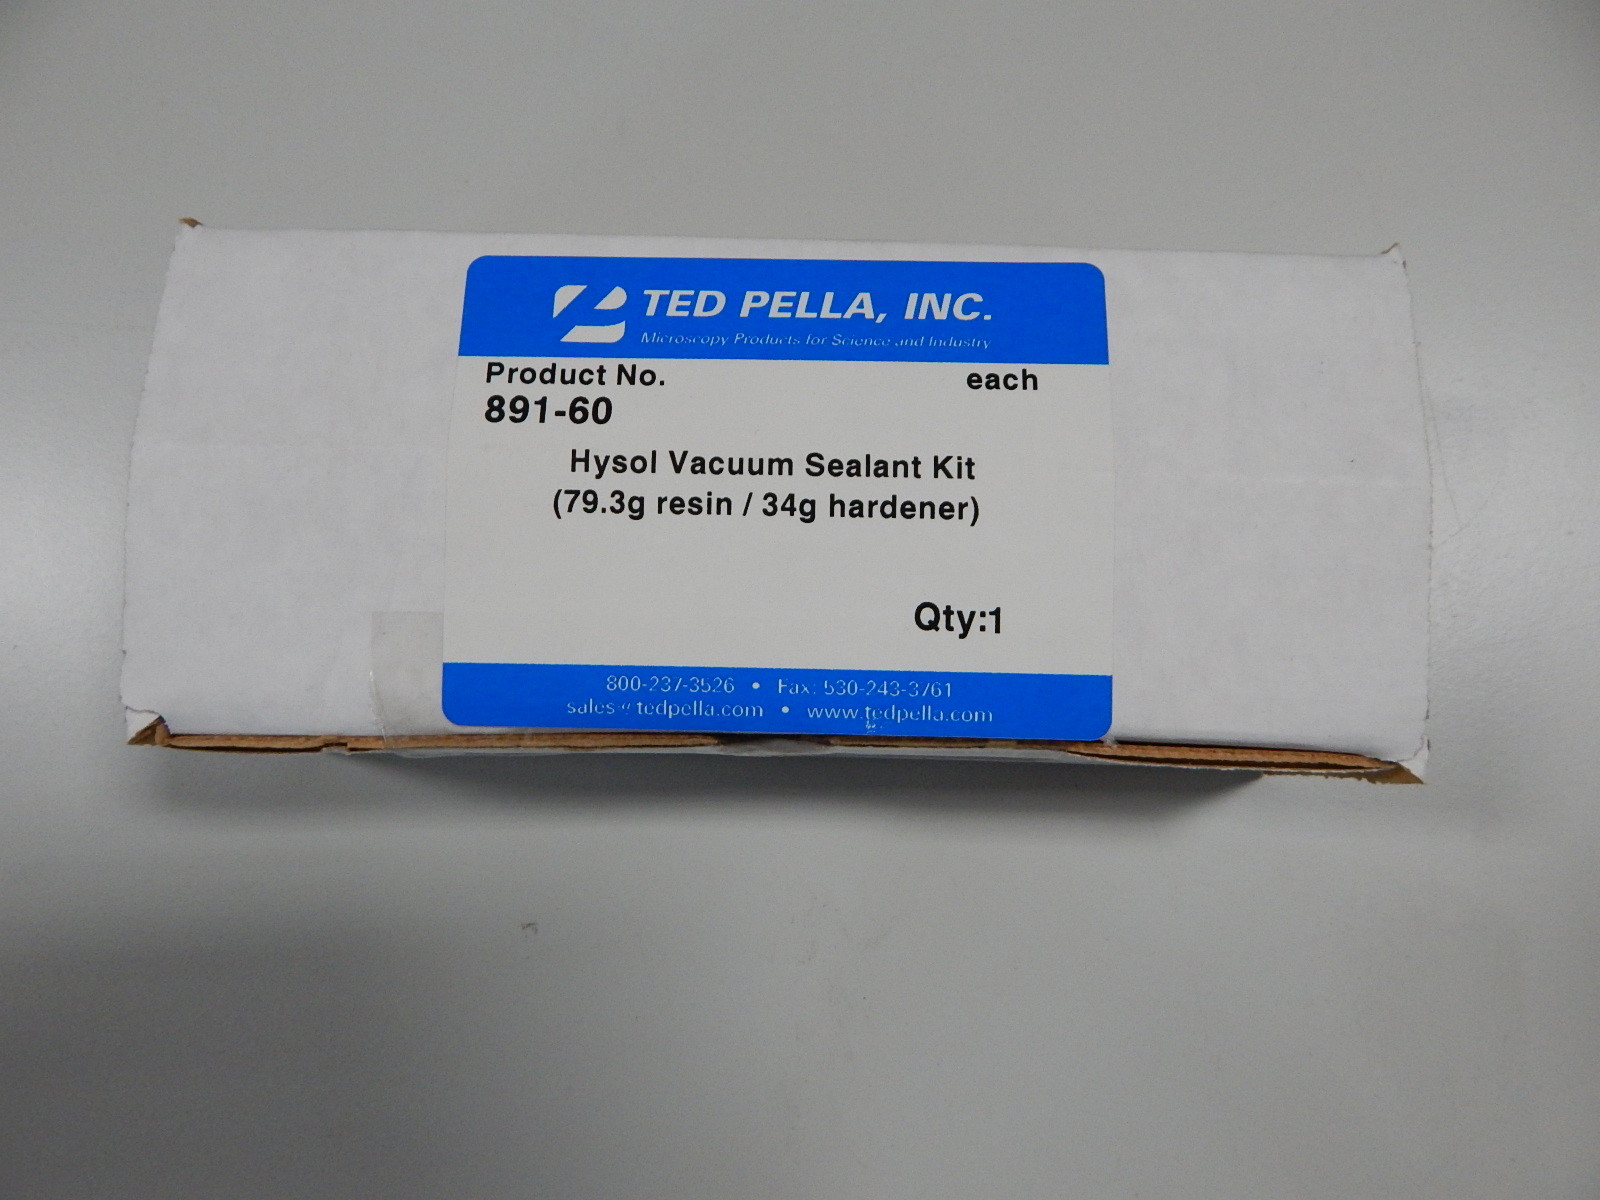 TED PELLA, INC.
Microscopy Products for Science and Industry
Product No. each
891-60
Hysol Vacuum Sealant Kit
(79.3g resin / 34g hardener)
Qty:1
800-237-3526 • Fax: 530-243-3761
sales@tedpella.com • www.tedpella.com